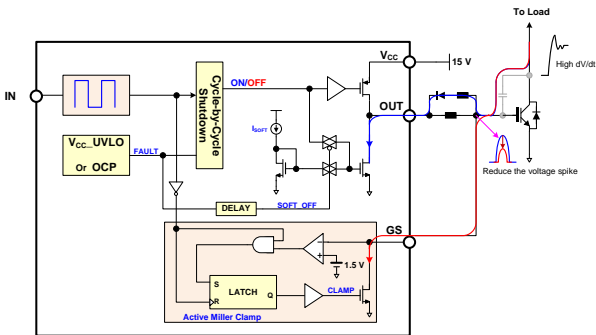 To Load
High dV/dt
VCC
15 V
IN
Cycle-by-Cycle
Shutdown
ON/OFF
OUT
VCC_UVLO
Or OCP
FAULT
ISOFT
Reduce the voltage spike
DELAY
SOFT_OFF
GS
1.5 V
S
R
LATCH
Q
CLAMP
Active Miller Clamp